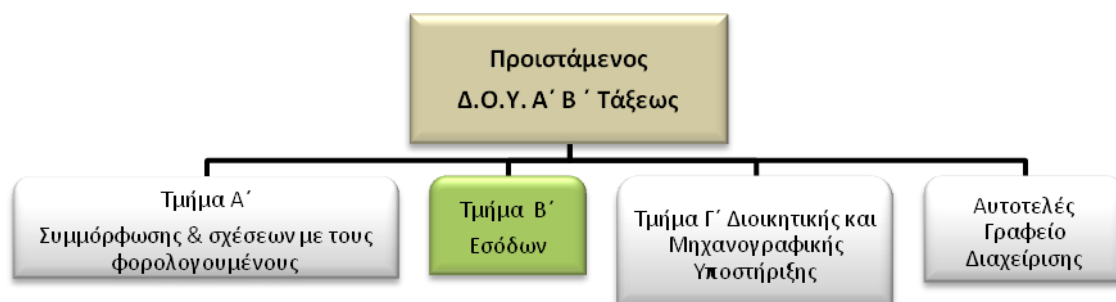 Προιστάμενος
Δ.Ο.Υ. Α΄ Β ΄ Τάξεως
Τμήμα Α΄
Συμμόρφωσης & σχέσεων με τους
φορολογουμένους
Τμήμα Β΄
Εσόδων
Τμήμα Γ΄ Διοικητικής και
Μηχανογραφικής
Υποστήριξης
Αυτοτελές
Γραφείο
Διαχείρισης